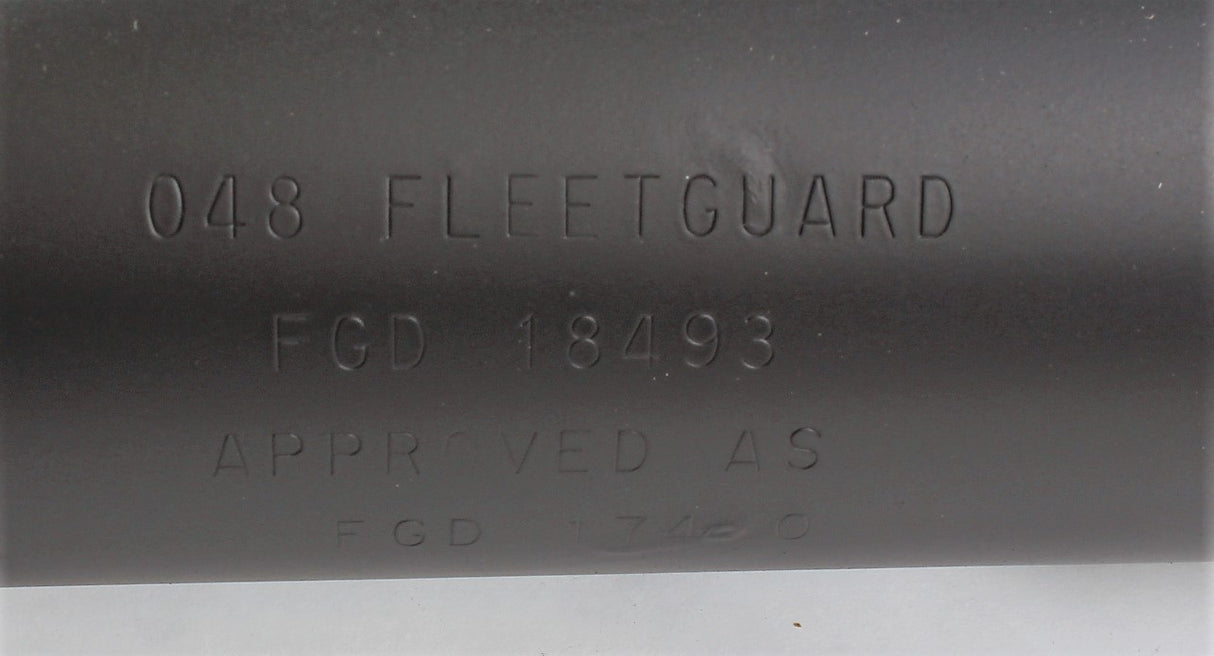 048 FLEETGUARD
FGD 18493
APPROVED AS
FGD